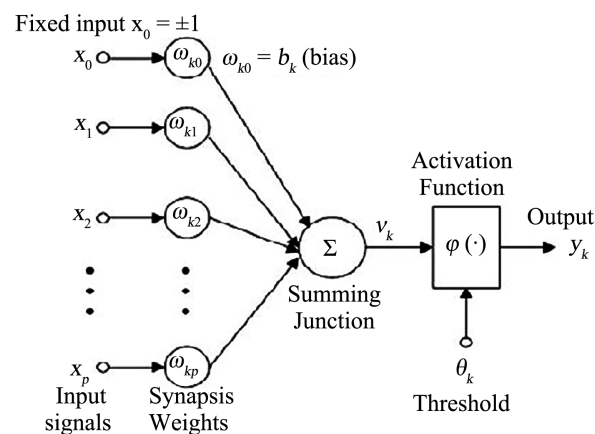 Fixed input x₀ = ±1
x₀
ωₖ₀
ωₖ₀ = bₖ (bias)
x₁
ωₖ₁
x₂
ωₖ₂
Σ
Summing
Junction
vₖ
Activation
Function
φ (·)
Output
yₖ
θₖ
Threshold
xₚ
ωₖₚ
Input
signals
Synapsis
Weights